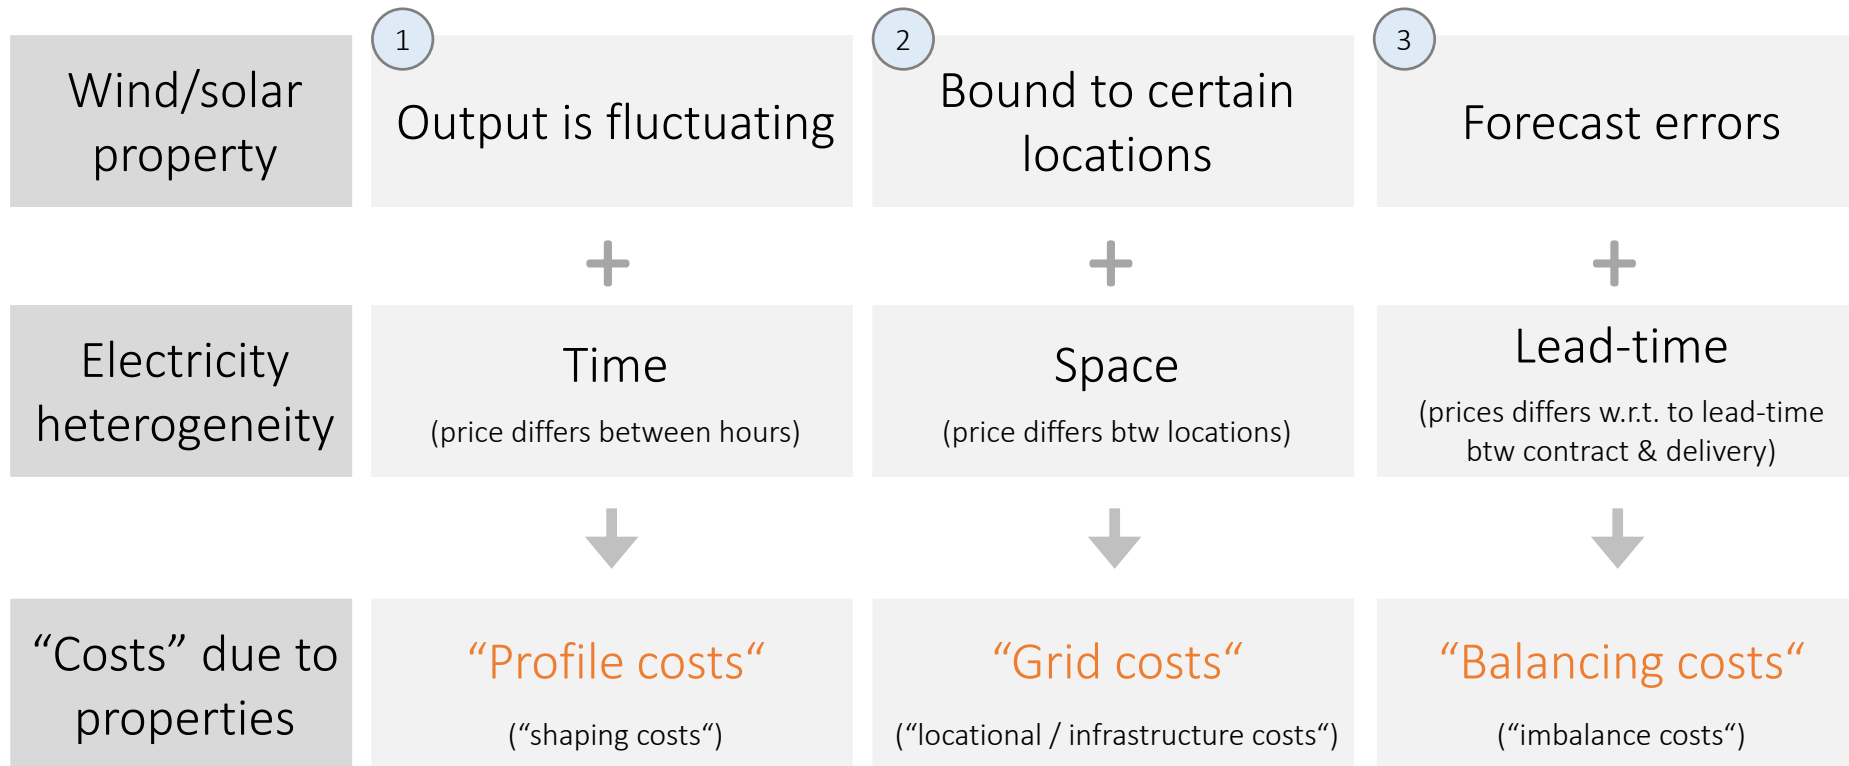 1
2
3
Wind/solar
property
Output is fluctuating
Bound to certain
locations
Forecast errors
+
+
+
Electricity
heterogeneity
Time
(price differs between hours)
Space
(price differs btw locations)
Lead-time
(prices differs w.r.t. to lead-time
btw contract & delivery)
“Costs” due to
properties
“Profile costs“
(“shaping costs“)
“Grid costs“
(“locational / infrastructure costs“)
“Balancing costs“
(“imbalance costs“)